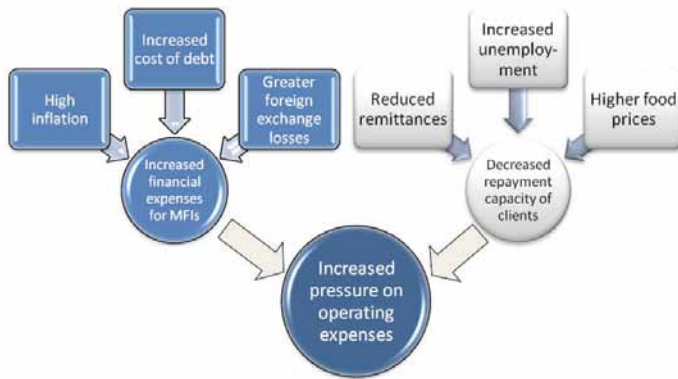 Increased
cost of debt
High
inflation
Greater
foreign
exchange
losses
Increased
financial
expenses
for MFIs
Increased
unemploy-
ment
Reduced
remittances
Higher food
prices
Decreased
repayment
capacity of
clients
Increased
pressure on
operating
expenses